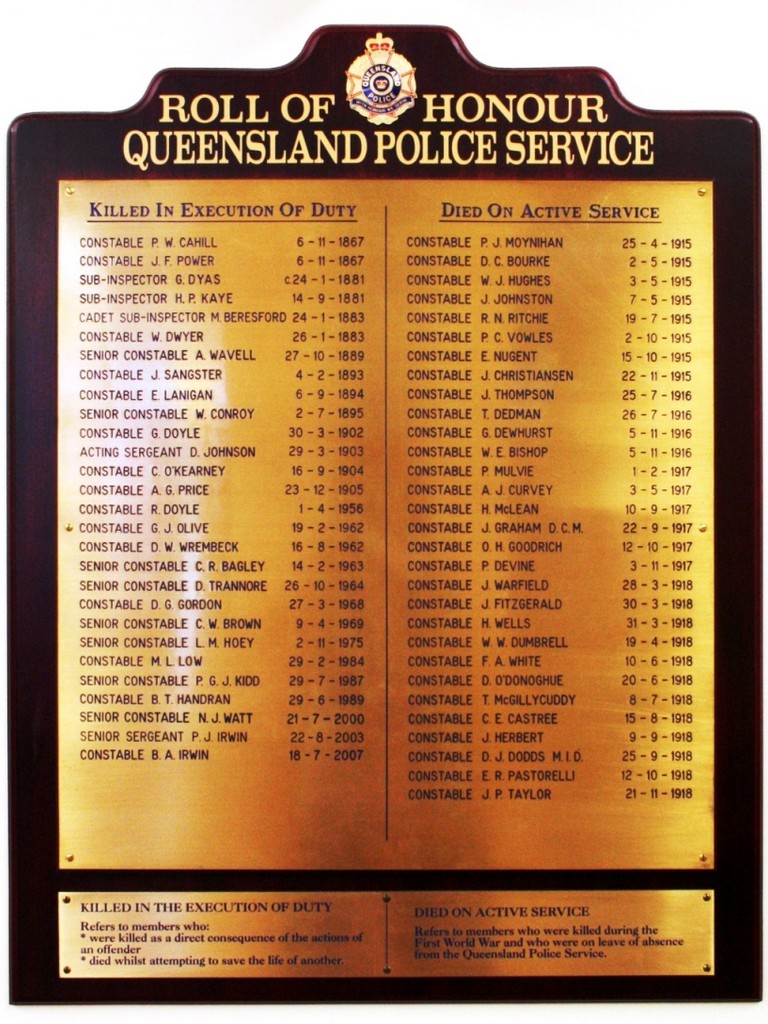 QUEENSLAND
POLICE
ROLL OF HONOUR
QUEENSLAND POLICE SERVICE
KILLED IN EXECUTION OF DUTY
CONSTABLE P. W. CAHILL 6 - 11 - 1867
CONSTABLE J. F. POWER 6 - 11 - 1867
SUB-INSPECTOR G. DYAS c.24 - 1 - 1881
SUB-INSPECTOR H. P. KAYE 14 - 9 - 1881
CADET SUB-INSPECTOR M. BERESFORD 24 - 1 - 1883
CONSTABLE W. DWYER 26 - 1 - 1883
SENIOR CONSTABLE A. WAVELL 27 - 10 - 1889
CONSTABLE J. SANGSTER 4 - 2 - 1893
CONSTABLE E. LANIGAN 6 - 9 - 1894
SENIOR CONSTABLE W. CONROY 2 - 7 - 1895
CONSTABLE G. DOYLE 30 - 3 - 1902
ACTING SERGEANT D. JOHNSON 29 - 3 - 1903
CONSTABLE C. O'KEARNEY 16 - 9 - 1904
CONSTABLE A. G. PRICE 23 - 12 - 1905
CONSTABLE R. DOYLE 1 - 4 - 1956
CONSTABLE G. J. OLIVE 19 - 2 - 1962
CONSTABLE D. W. WREMBECK 16 - 8 - 1962
SENIOR CONSTABLE C. R. BAGLEY 14 - 2 - 1963
SENIOR CONSTABLE D. TRANNORE 26 - 10 - 1964
CONSTABLE D. G. GORDON 27 - 3 - 1968
SENIOR CONSTABLE C. W. BROWN 9 - 4 - 1969
SENIOR CONSTABLE L. M. HOEY 2 - 11 - 1975
CONSTABLE M. L. LOW 29 - 2 - 1984
SENIOR CONSTABLE P. G. J. KIDD 29 - 7 - 1987
CONSTABLE B. T. HANDRAN 29 - 6 - 1989
SENIOR CONSTABLE N. J. WATT 21 - 7 - 2000
SENIOR SERGEANT P. J. IRWIN 22 - 8 - 2003
CONSTABLE B. A. IRWIN 18 - 7 - 2007
DIED ON ACTIVE SERVICE
CONSTABLE P. J. MOYNIHAN 25 - 4 - 1915
CONSTABLE D. C. BOURKE 2 - 5 - 1915
CONSTABLE W. J. HUGHES 3 - 5 - 1915
CONSTABLE J. JOHNSTON 7 - 5 - 1915
CONSTABLE R. N. RITCHIE 19 - 7 - 1915
CONSTABLE P. C. VOWLES 2 - 10 - 1915
CONSTABLE E. NUGENT 15 - 10 - 1915
CONSTABLE J. CHRISTIANSEN 22 - 11 - 1915
CONSTABLE J. THOMPSON 25 - 7 - 1916
CONSTABLE T. DEDMAN 26 - 7 - 1916
CONSTABLE G. DEWHURST 5 - 11 - 1916
CONSTABLE W. E. BISHOP 5 - 11 - 1916
CONSTABLE P. MULVIE 1 - 2 - 1917
CONSTABLE A. J. CURVEY 3 - 5 - 1917
CONSTABLE H. McLEAN 10 - 9 - 1917
CONSTABLE J. GRAHAM D. C. M. 22 - 9 - 1917
CONSTABLE O. H. GOODRICH 12 - 10 - 1917
CONSTABLE P. DEVINE 3 - 11 - 1917
CONSTABLE J. WARFIELD 28 - 3 - 1918
CONSTABLE J. FITZGERALD 30 - 3 - 1918
CONSTABLE H. WELLS 31 - 3 - 1918
CONSTABLE W. W. DUMBRELL 19 - 4 - 1918
CONSTABLE F. A. WHITE 10 - 6 - 1918
CONSTABLE D. O'DONOGHUE 20 - 6 - 1918
CONSTABLE T. McGILLYCUDDY 8 - 7 - 1918
CONSTABLE C. E. CASTREE 15 - 8 - 1918
CONSTABLE J. HERBERT 9 - 9 - 1918
CONSTABLE D. J. DODDS M. I. D. 25 - 9 - 1918
CONSTABLE E. R. PASTORELLI 12 - 10 - 1918
CONSTABLE J. P. TAYLOR 21 - 11 - 1918
KILLED IN THE EXECUTION OF DUTY
Refers to members who:
* were killed as a direct consequence of the actions of
an offender
* died whilst attempting to save the life of another.
DIED ON ACTIVE SERVICE
Refers to members who were killed during the
First World War and who were on leave of absence
from the Queensland Police Service.